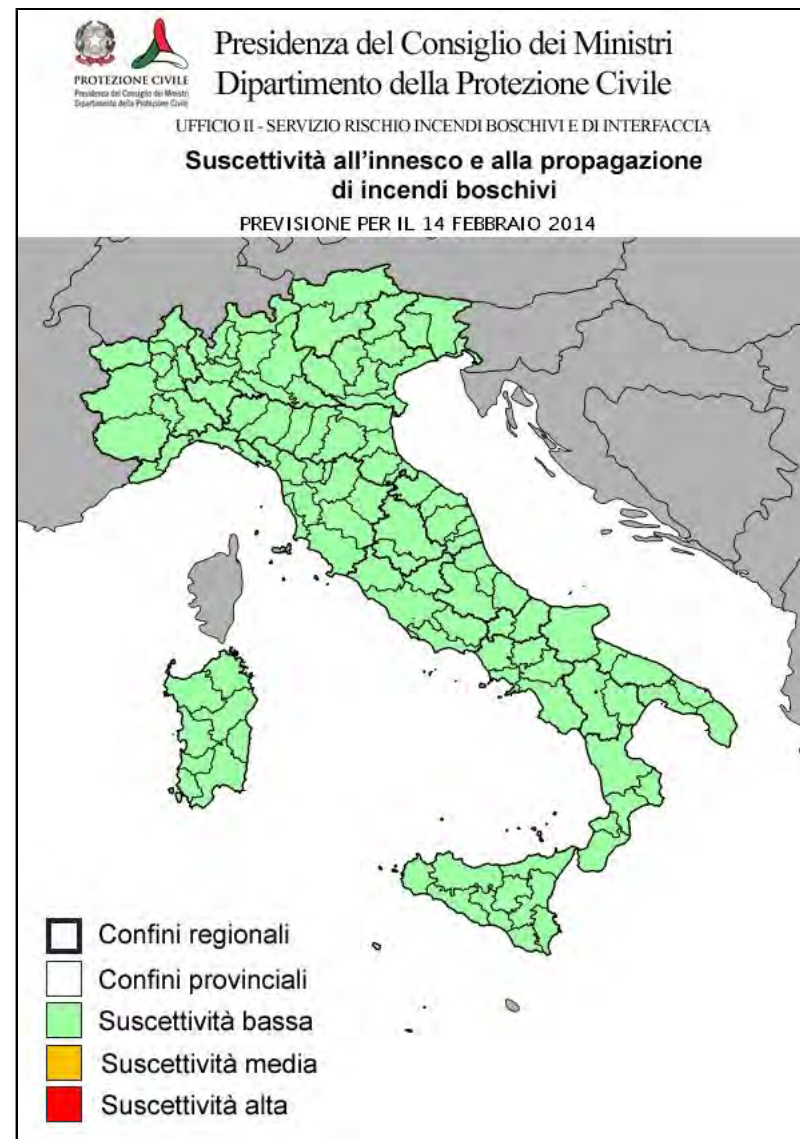 PROTEZIONE CIVILE
Presidenza del Consiglio dei Ministri
Dipartimento della Protezione Civile
Presidenza del Consiglio dei Ministri
Dipartimento della Protezione Civile
UFFICIO II - SERVIZIO RISCHIO INCENDI BOSCHIVI E DI INTERFACCIA
Suscettività all'innesco e alla propagazione
di incendi boschivi
PREVISIONE PER IL 14 FEBBRAIO 2014
Confini regionali
Confini provinciali
Suscettività bassa
Suscettività media
Suscettività alta